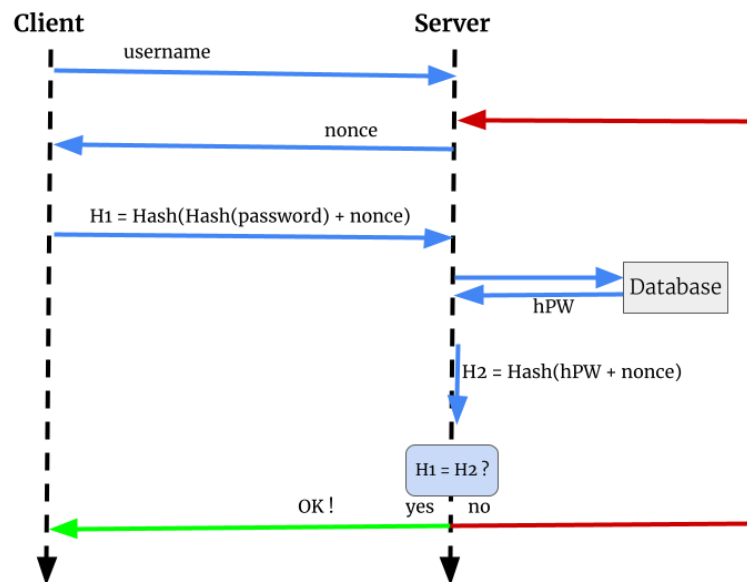 Client
Server
username
nonce
H1 = Hash(Hash(password) + nonce)
Database
hPW
H2 = Hash(hPW + nonce)
H1 = H2 ?
OK !
yes
no